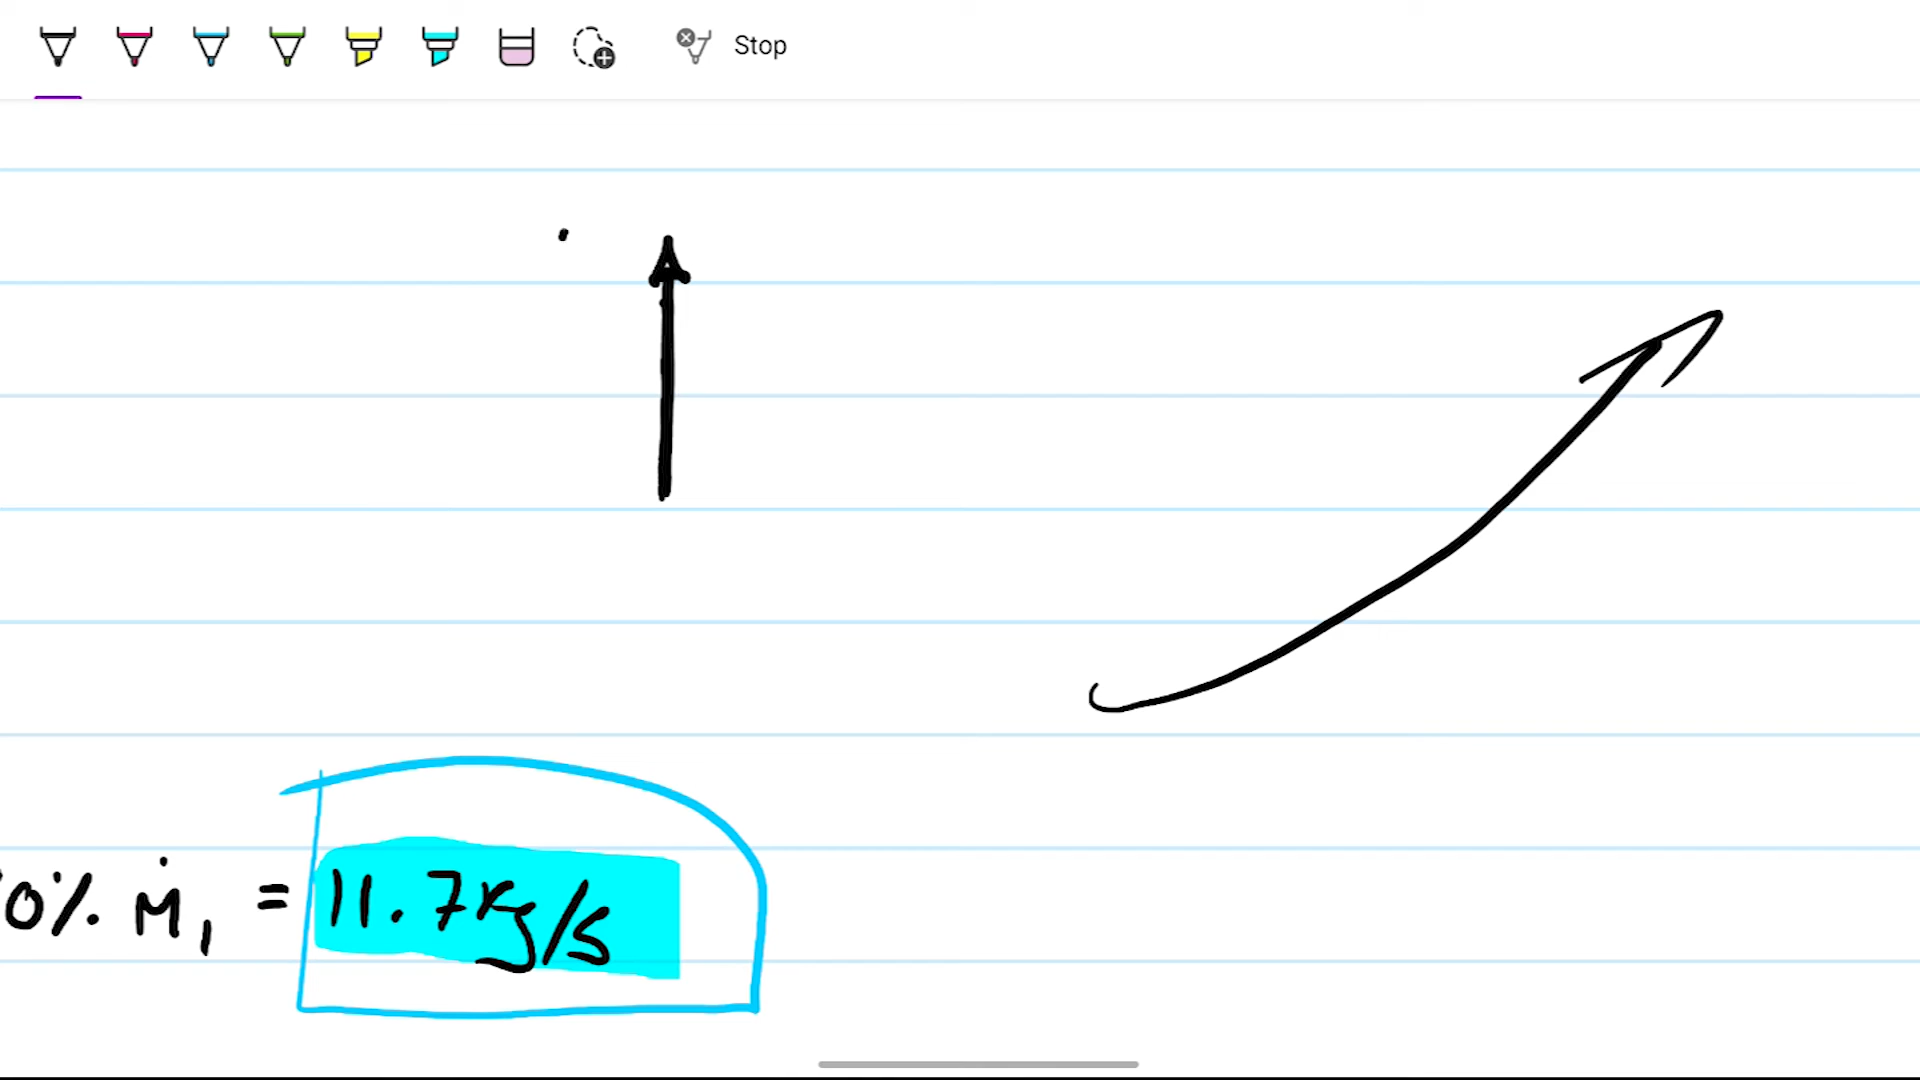 Stop
0% ṁ₁ = 11.7kg/s